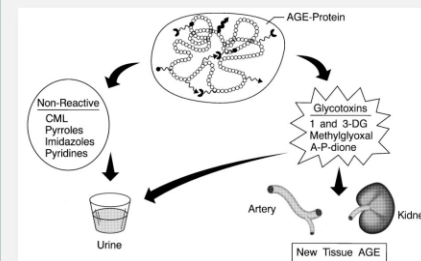 AGE-Protein
Non-Reactive
CML
Pyrroles
Imidazoles
Pyridines
Glycotoxins
1 and 3-DG
Methylglyoxal
A-P-dione
Urine
Artery
Kidne
New Tissue AGE